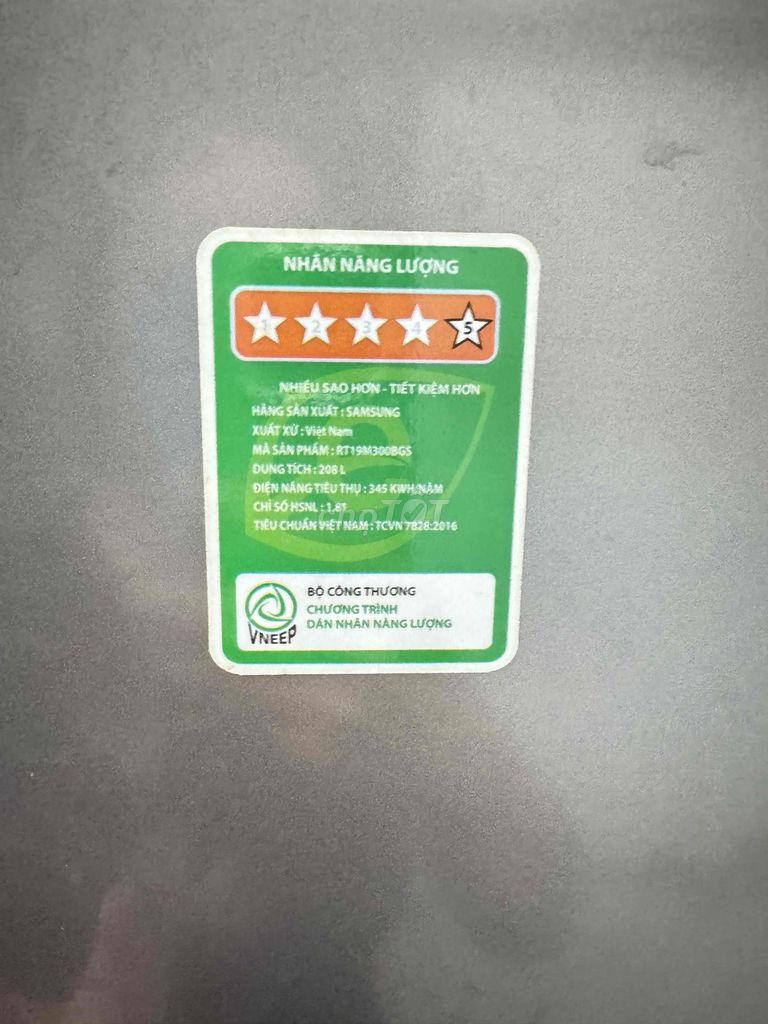 NHÃN NĂNG LƯỢNG
1 2 3 4 5
NHIỀU SAO HƠN - TIẾT KIỆM HƠN
HÃNG SẢN XUẤT : SAMSUNG
XUẤT XỨ : Việt Nam
MÃ SẢN PHẨM : RT19M300BGS
DUNG TÍCH : 208 L
ĐIỆN NĂNG TIÊU THỤ : 345 KWH/NĂM
CHỈ SỐ HSNL : 1.81
TIÊU CHUẨN VIỆT NAM : TCVN 7828:2016
chợTỐT
BỘ CÔNG THƯƠNG
CHƯƠNG TRÌNH
DÁN NHÃN NĂNG LƯỢNG
VNEEP